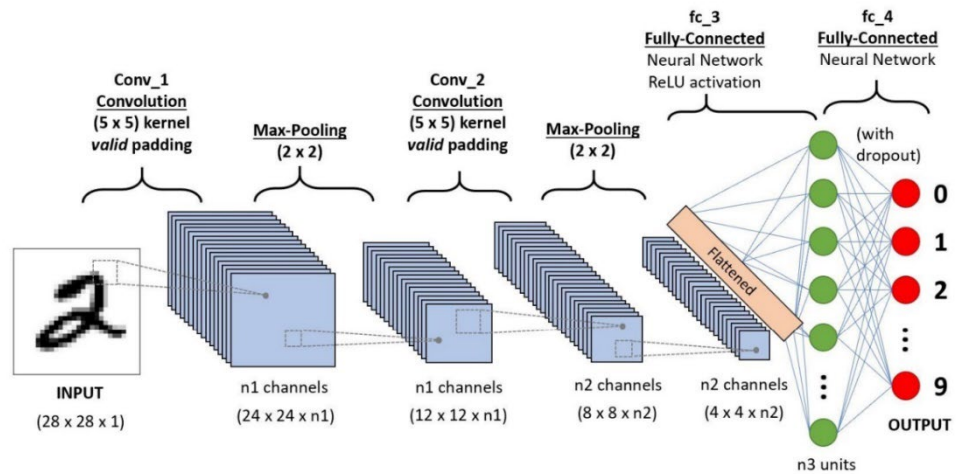 fc_3
Fully-Connected
Neural Network
ReLU activation
fc_4
Fully-Connected
Neural Network
Conv_1
Convolution
(5 x 5) kernel
valid padding
Max-Pooling
(2 x 2)
Conv_2
Convolution
(5 x 5) kernel
valid padding
Max-Pooling
(2 x 2)
(with
dropout)
Flattened
0
1
2
9
INPUT
(28 x 28 x 1)
n1 channels
(24 x 24 x n1)
n1 channels
(12 x 12 x n1)
n2 channels
(8 x 8 x n2)
n2 channels
(4 x 4 x n2)
OUTPUT
n3 units
2